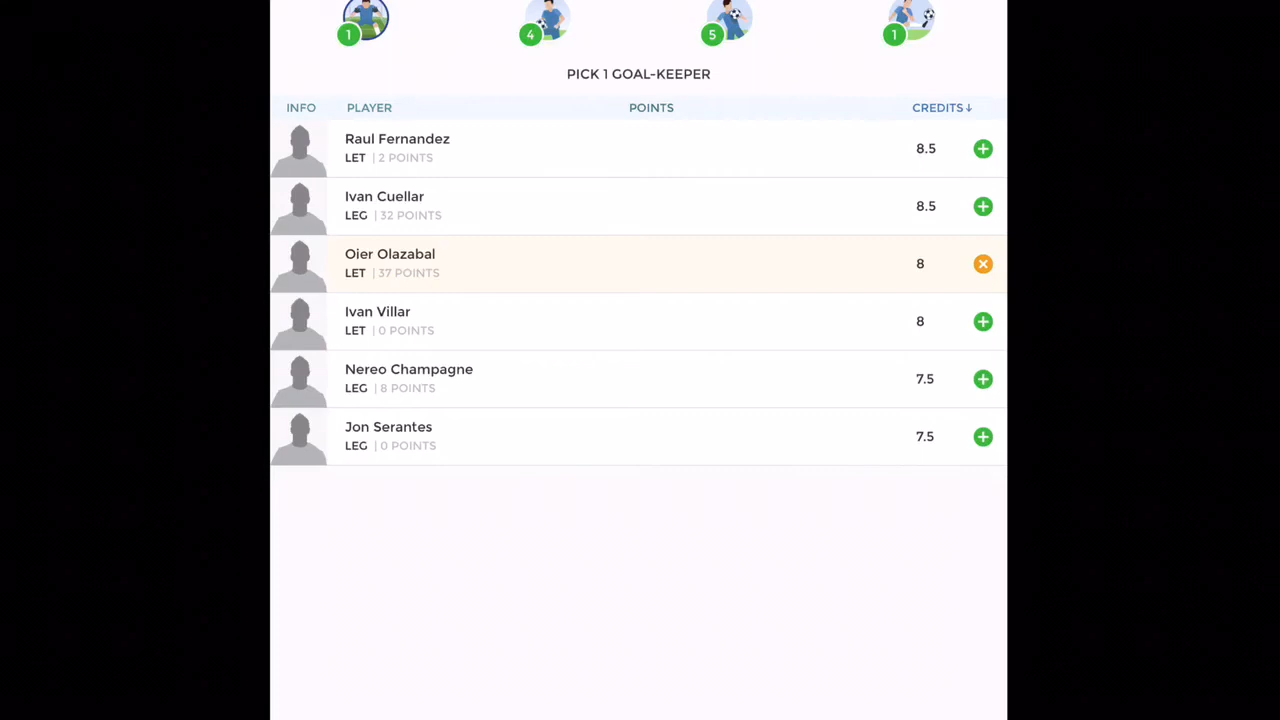 1 4 5 1
PICK 1 GOAL-KEEPER
INFO PLAYER POINTS CREDITS↓
Raul Fernandez
LET | 2 POINTS 8.5
Ivan Cuellar
LEG | 32 POINTS 8.5
Oier Olazabal
LET | 37 POINTS 8
Ivan Villar
LET | 0 POINTS 8
Nereo Champagne
LEG | 8 POINTS 7.5
Jon Serantes
LEG | 0 POINTS 7.5